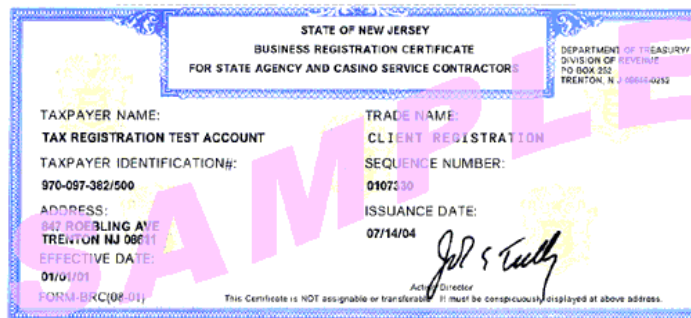 STATE OF NEW JERSEY
BUSINESS REGISTRATION CERTIFICATE
FOR STATE AGENCY AND CASINO SERVICE CONTRACTORS
DEPARTMENT OF TREASURY/
DIVISION OF REVENUE
PO BOX 252
TRENTON, N J 08646-0252
TAXPAYER NAME:
TAX REGISTRATION TEST ACCOUNT
TRADE NAME:
CLIENT REGISTRATION
TAXPAYER IDENTIFICATION#:
970-097-382/500
SEQUENCE NUMBER:
0107330
ADDRESS:
847 ROEBLING AVE
TRENTON NJ 08611
ISSUANCE DATE:
07/14/04
EFFECTIVE DATE:
01/01/01
FORM-BRC(08-01)
Acting Director
This Certificate is NOT assignable or transferable. It must be conspicuously displayed at above address.
SAMPLE